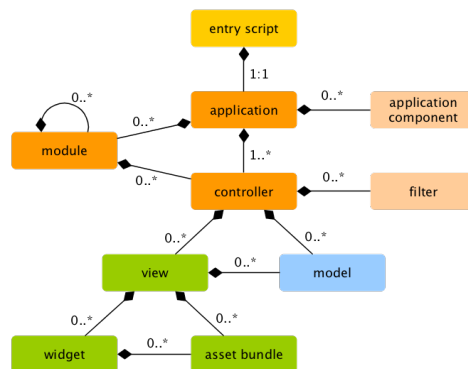 entry script
1:1
application
0..*
application
component
0..*
0..*
module
0..*
1..*
controller
0..*
filter
0..*
0..*
view
0..*
model
0..*
0..*
widget
0..*
asset bundle